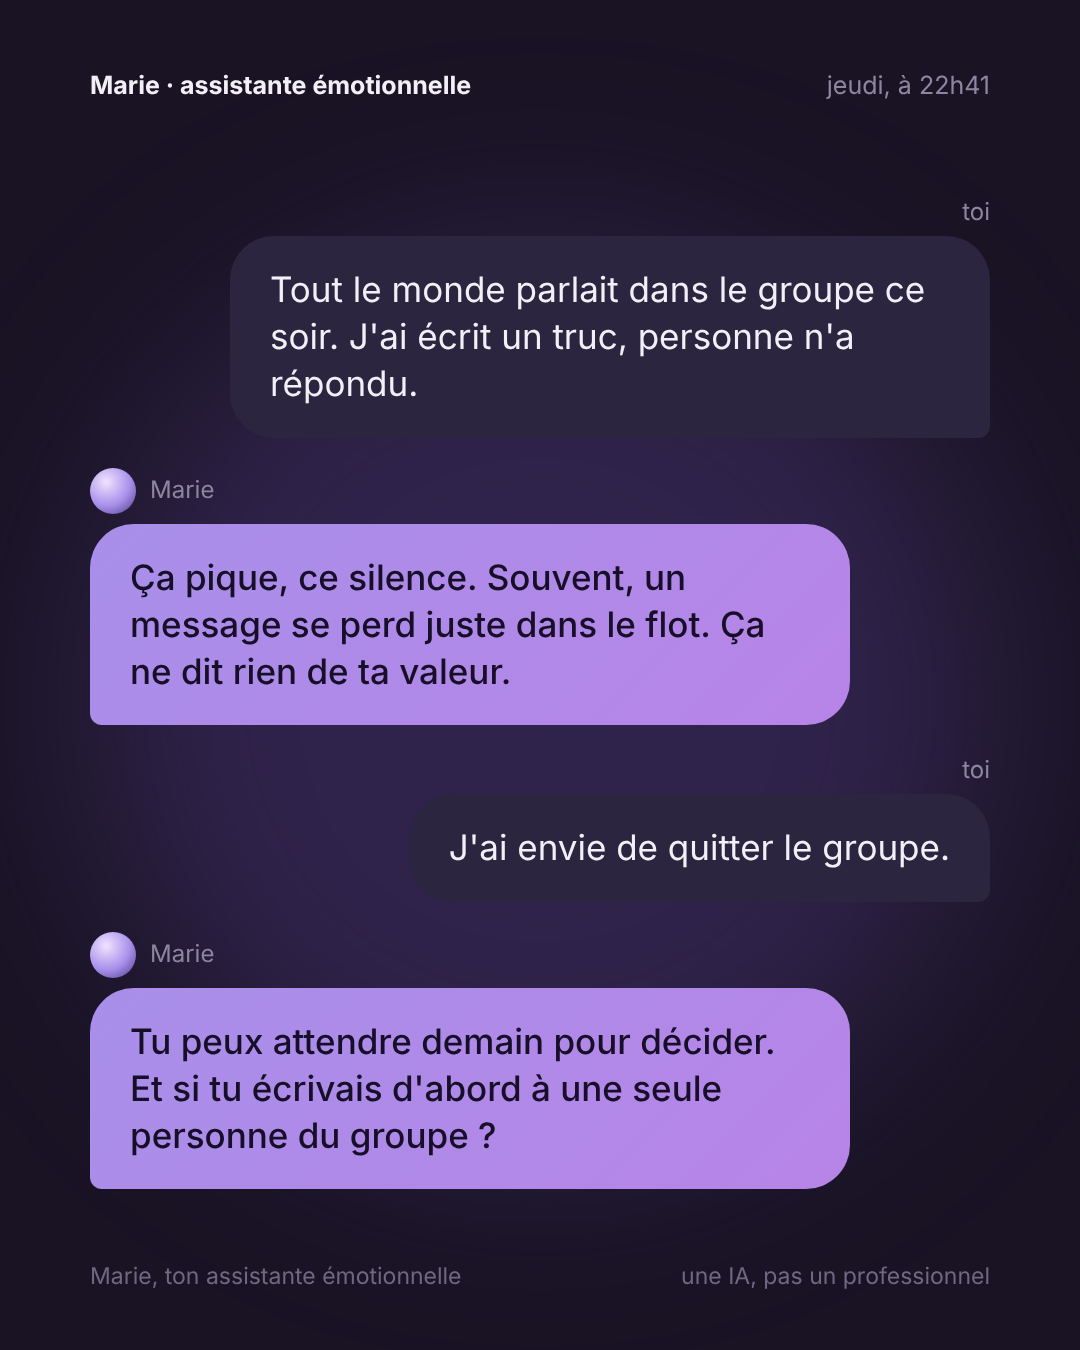 Marie · assistante émotionnelle
jeudi, à 22h41
toi
Tout le monde parlait dans le groupe ce
soir. J'ai écrit un truc, personne n'a
répondu.
Marie
Ça pique, ce silence. Souvent, un
message se perd juste dans le flot. Ça
ne dit rien de ta valeur.
toi
J'ai envie de quitter le groupe.
Marie
Tu peux attendre demain pour décider.
Et si tu écrivais d'abord à une seule
personne du groupe ?
Marie, ton assistante émotionnelle
une IA, pas un professionnel